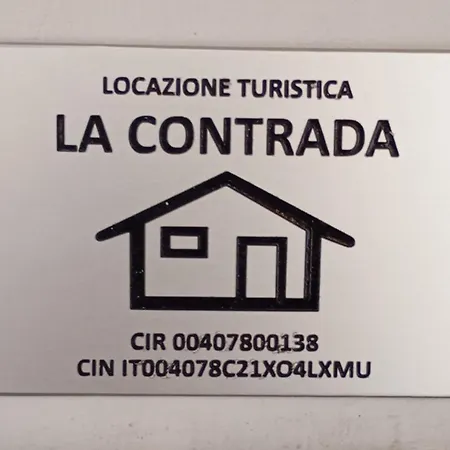 LOCAZIONE TURISTICA
LA CONTRADA
CIR 00407800138
CIN IT004078C21XO4LXMU